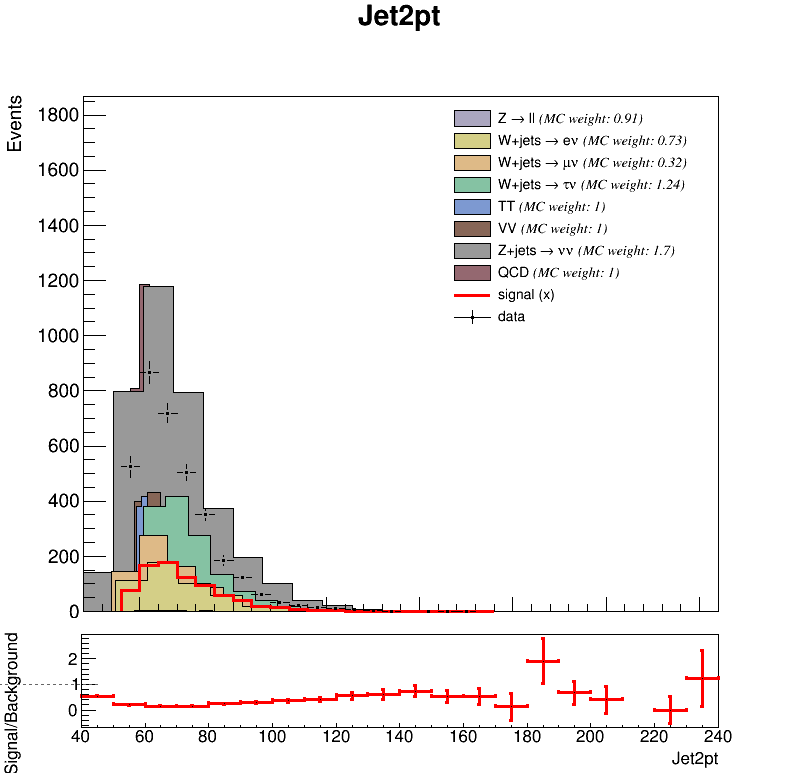 Jet2pt
Events
1800
1600
1400
1200
1000
800
600
400
200
0
Z → ll (MC weight: 0.91)
W+jets → eν (MC weight: 0.73)
W+jets → μν (MC weight: 0.32)
W+jets → τν (MC weight: 1.24)
TT (MC weight: 1)
VV (MC weight: 1)
Z+jets → νν (MC weight: 1.7)
QCD (MC weight: 1)
signal (x)
data
Signal/Background
2
1
0
40 60 80 100 120 140 160 180 200 220 240
Jet2pt